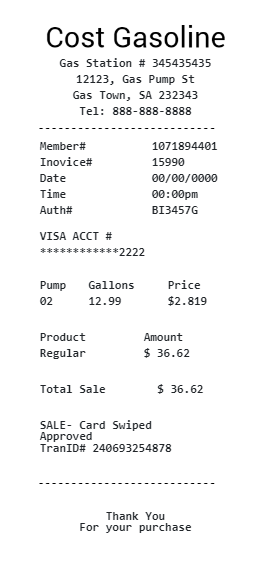 Cost Gasoline
Gas Station # 345435435
12123, Gas Pump St
Gas Town, SA 232343
Tel: 888-888-8888
---------------------------
Member# 1071894401
Inovice# 15990
Date 00/00/0000
Time 00:00pm
Auth# BI3457G
VISA ACCT #
************2222
Pump Gallons Price
02 12.99 $2.819
Product Amount
Regular $ 36.62
Total Sale $ 36.62
SALE- Card Swiped
Approved
TranID# 240693254878
---------------------------
Thank You
For your purchase